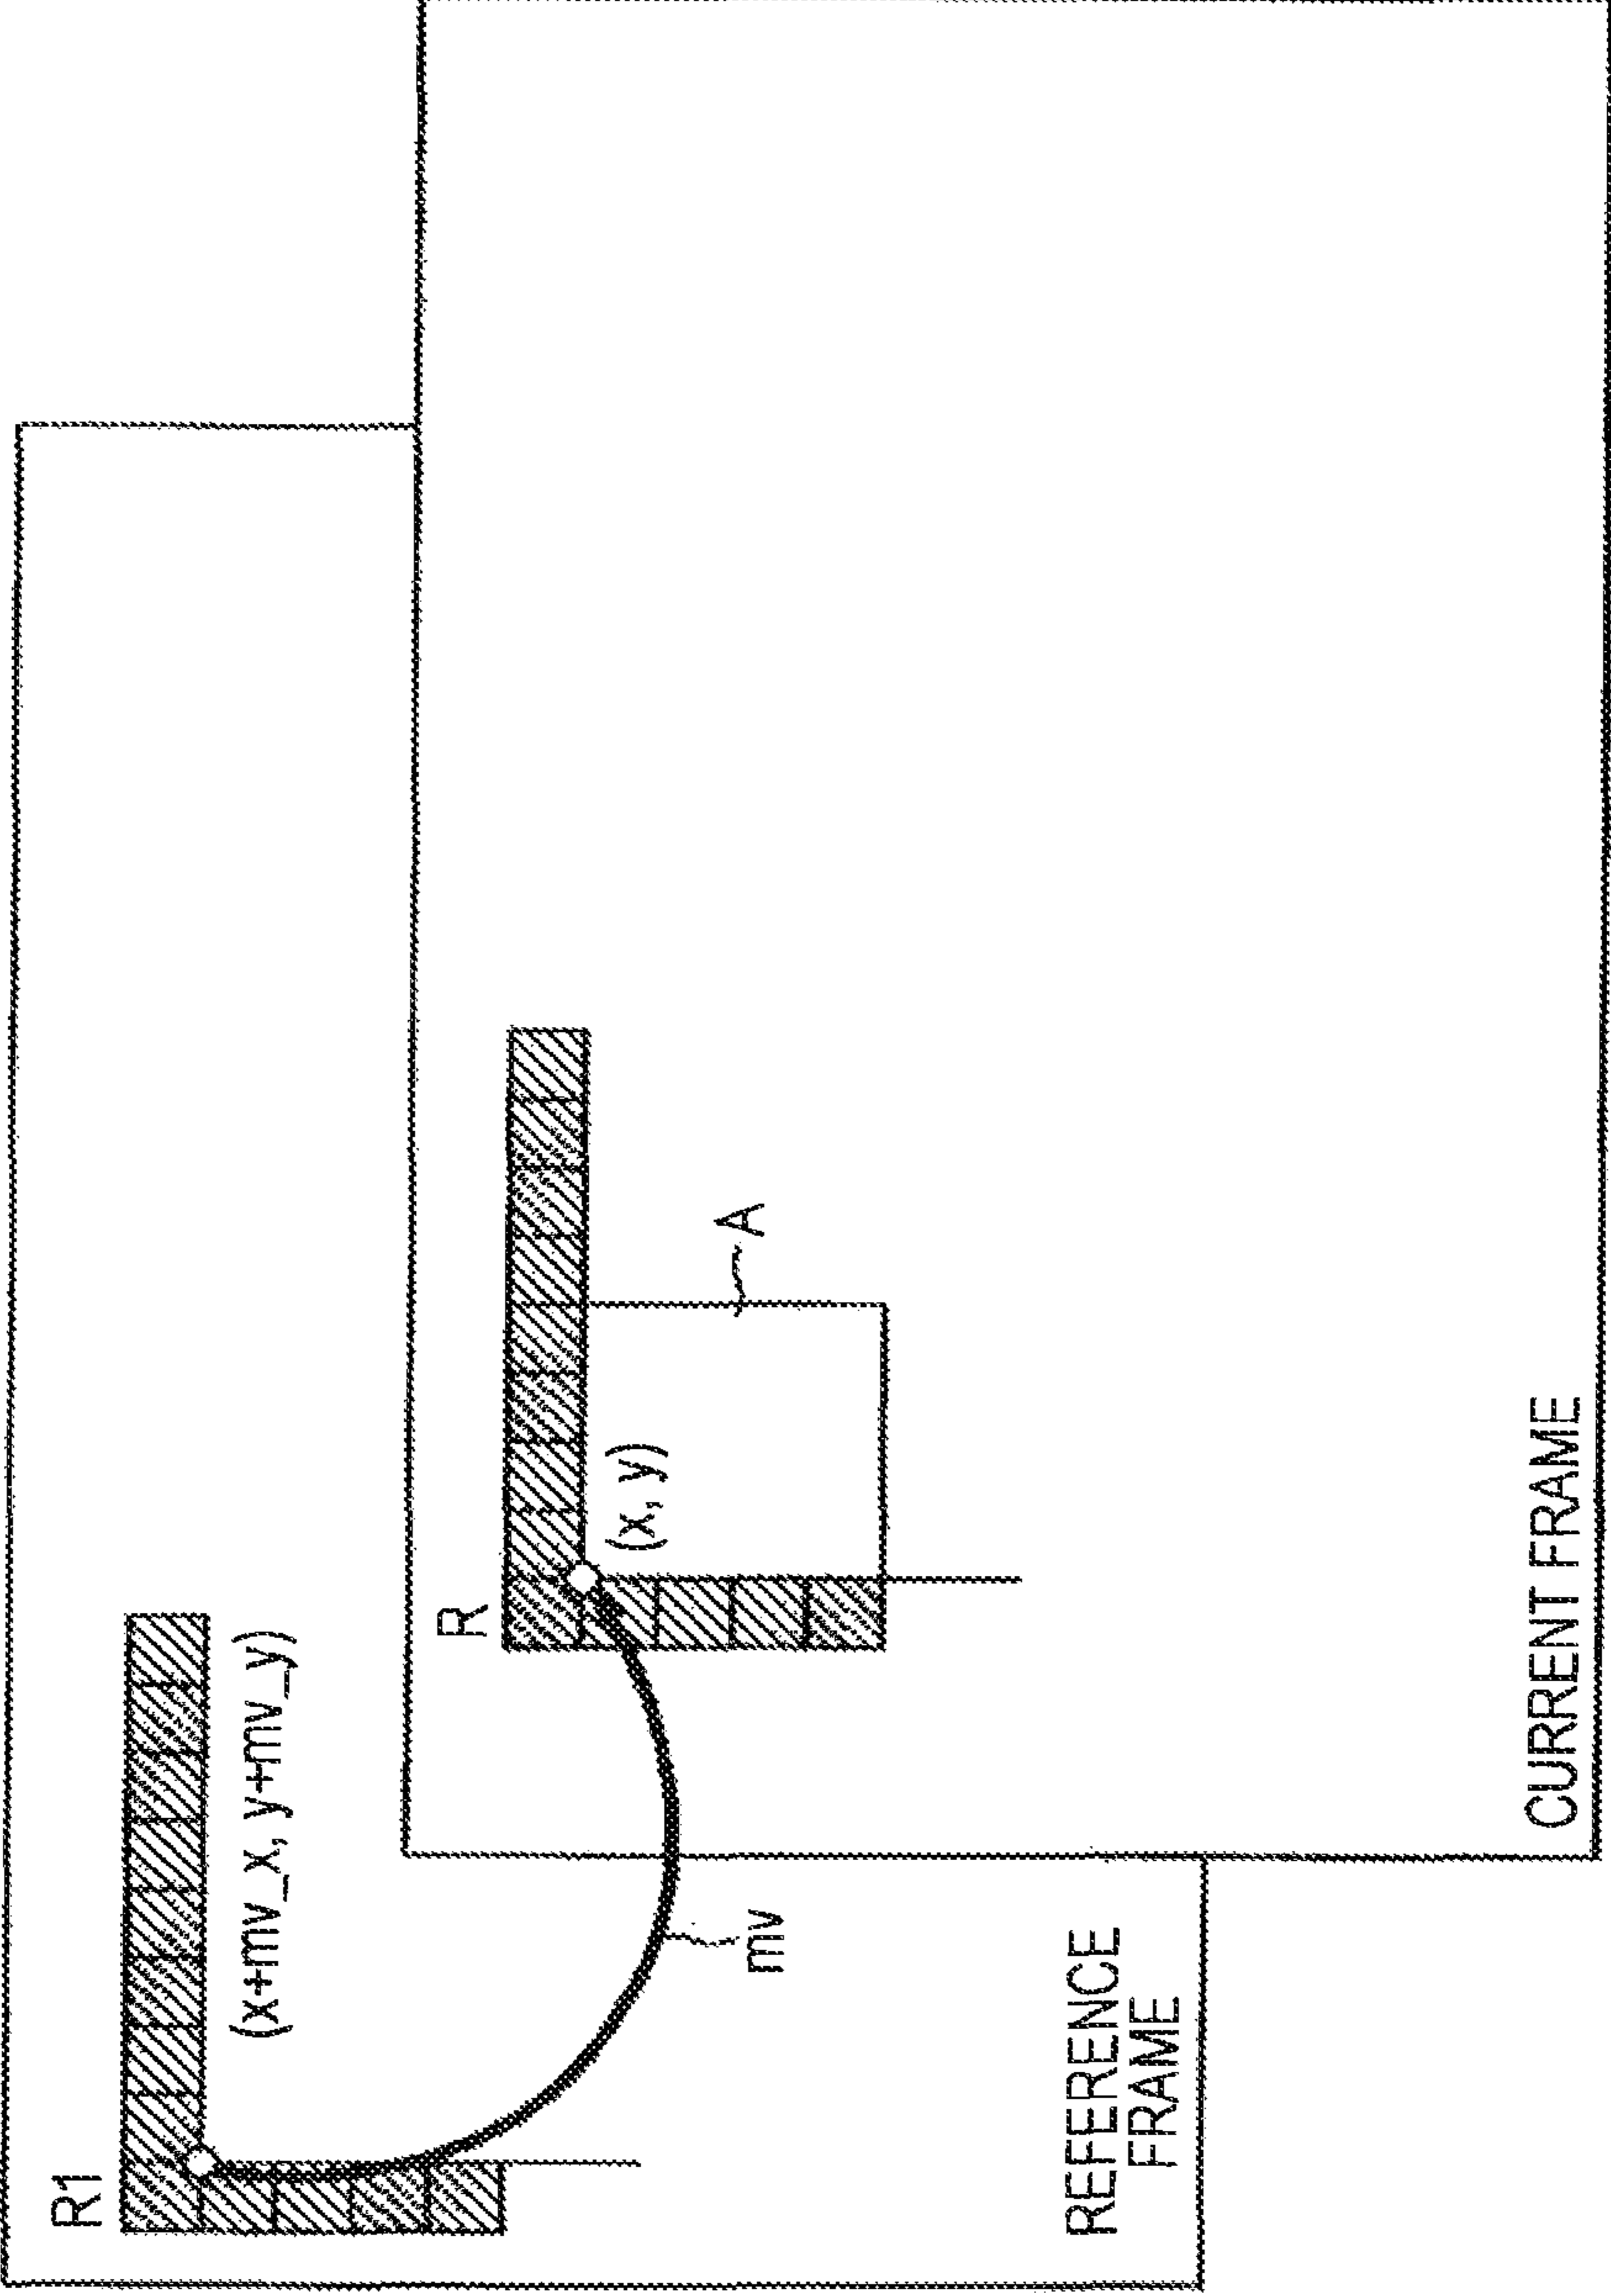 R1
(x+mv_x, y+mv_y)
R
(x, y)
A
mv
REFERENCE
FRAME
CURRENT FRAME